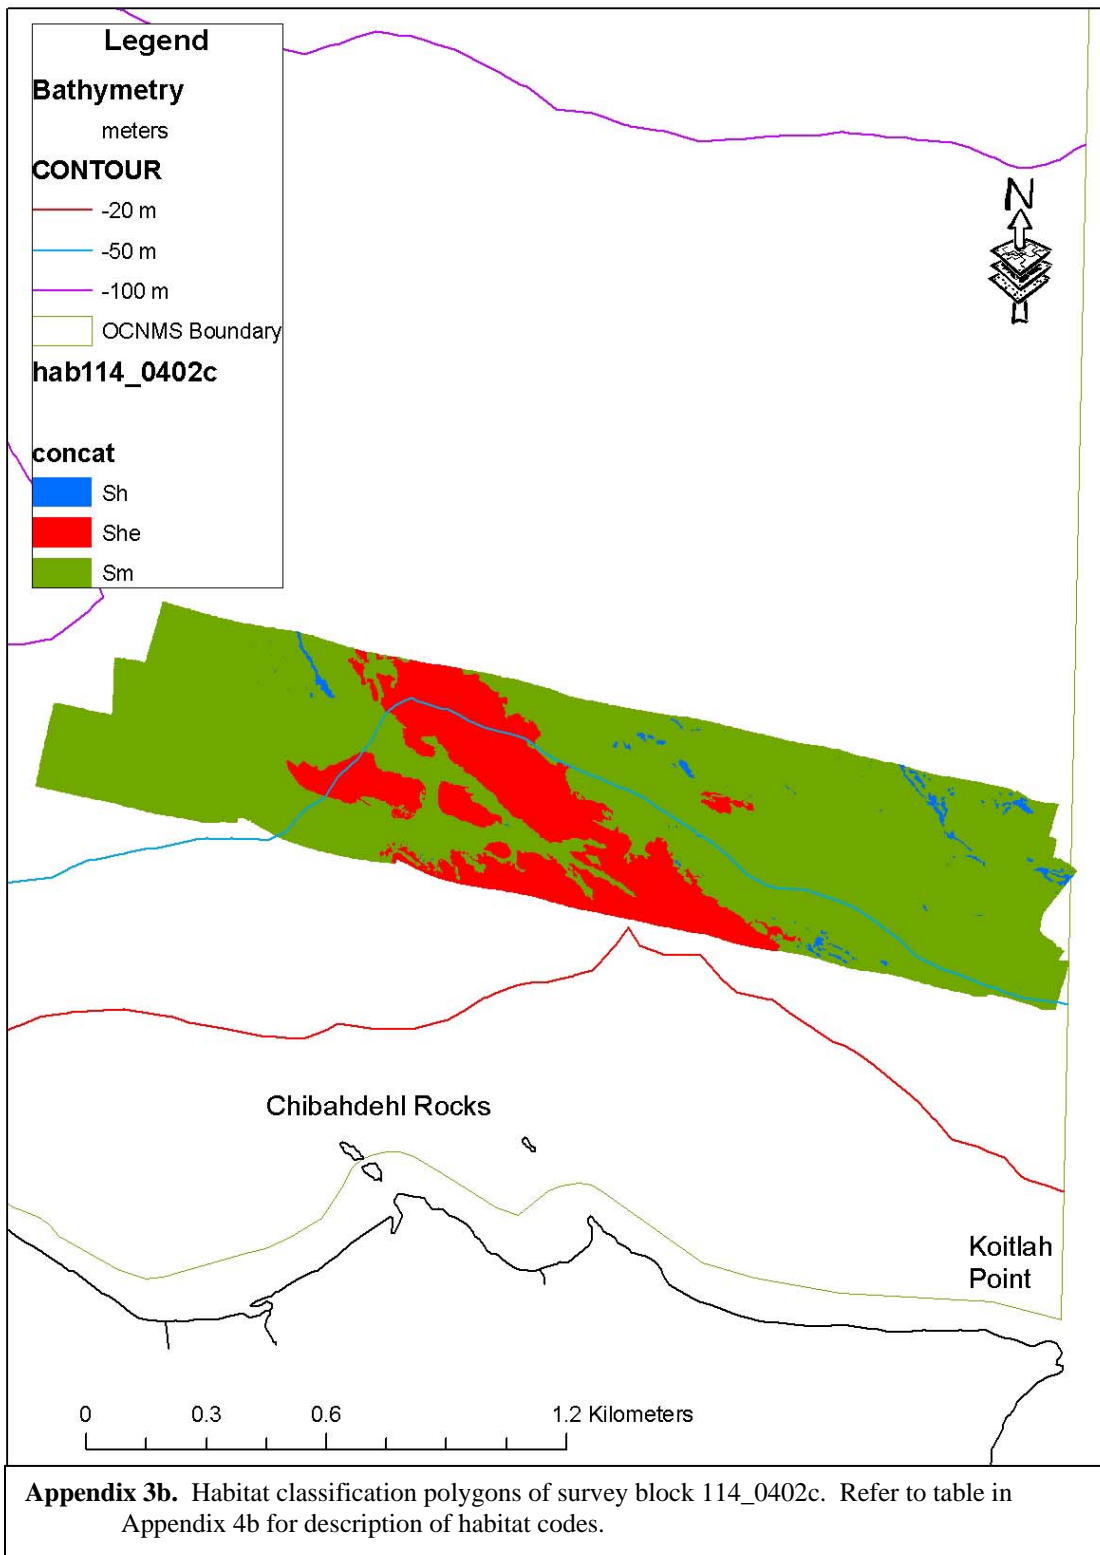 Legend
Bathymetry
meters
CONTOUR
-20 m
-50 m
-100 m
OCNMS Boundary
hab114_0402c
concat
Sh
She
Sm
N
Chibahdehl Rocks
Koitlah
Point
0 0.3 0.6 1.2 Kilometers
Appendix 3b. Habitat classification polygons of survey block 114_0402c. Refer to table in
Appendix 4b for description of habitat codes.